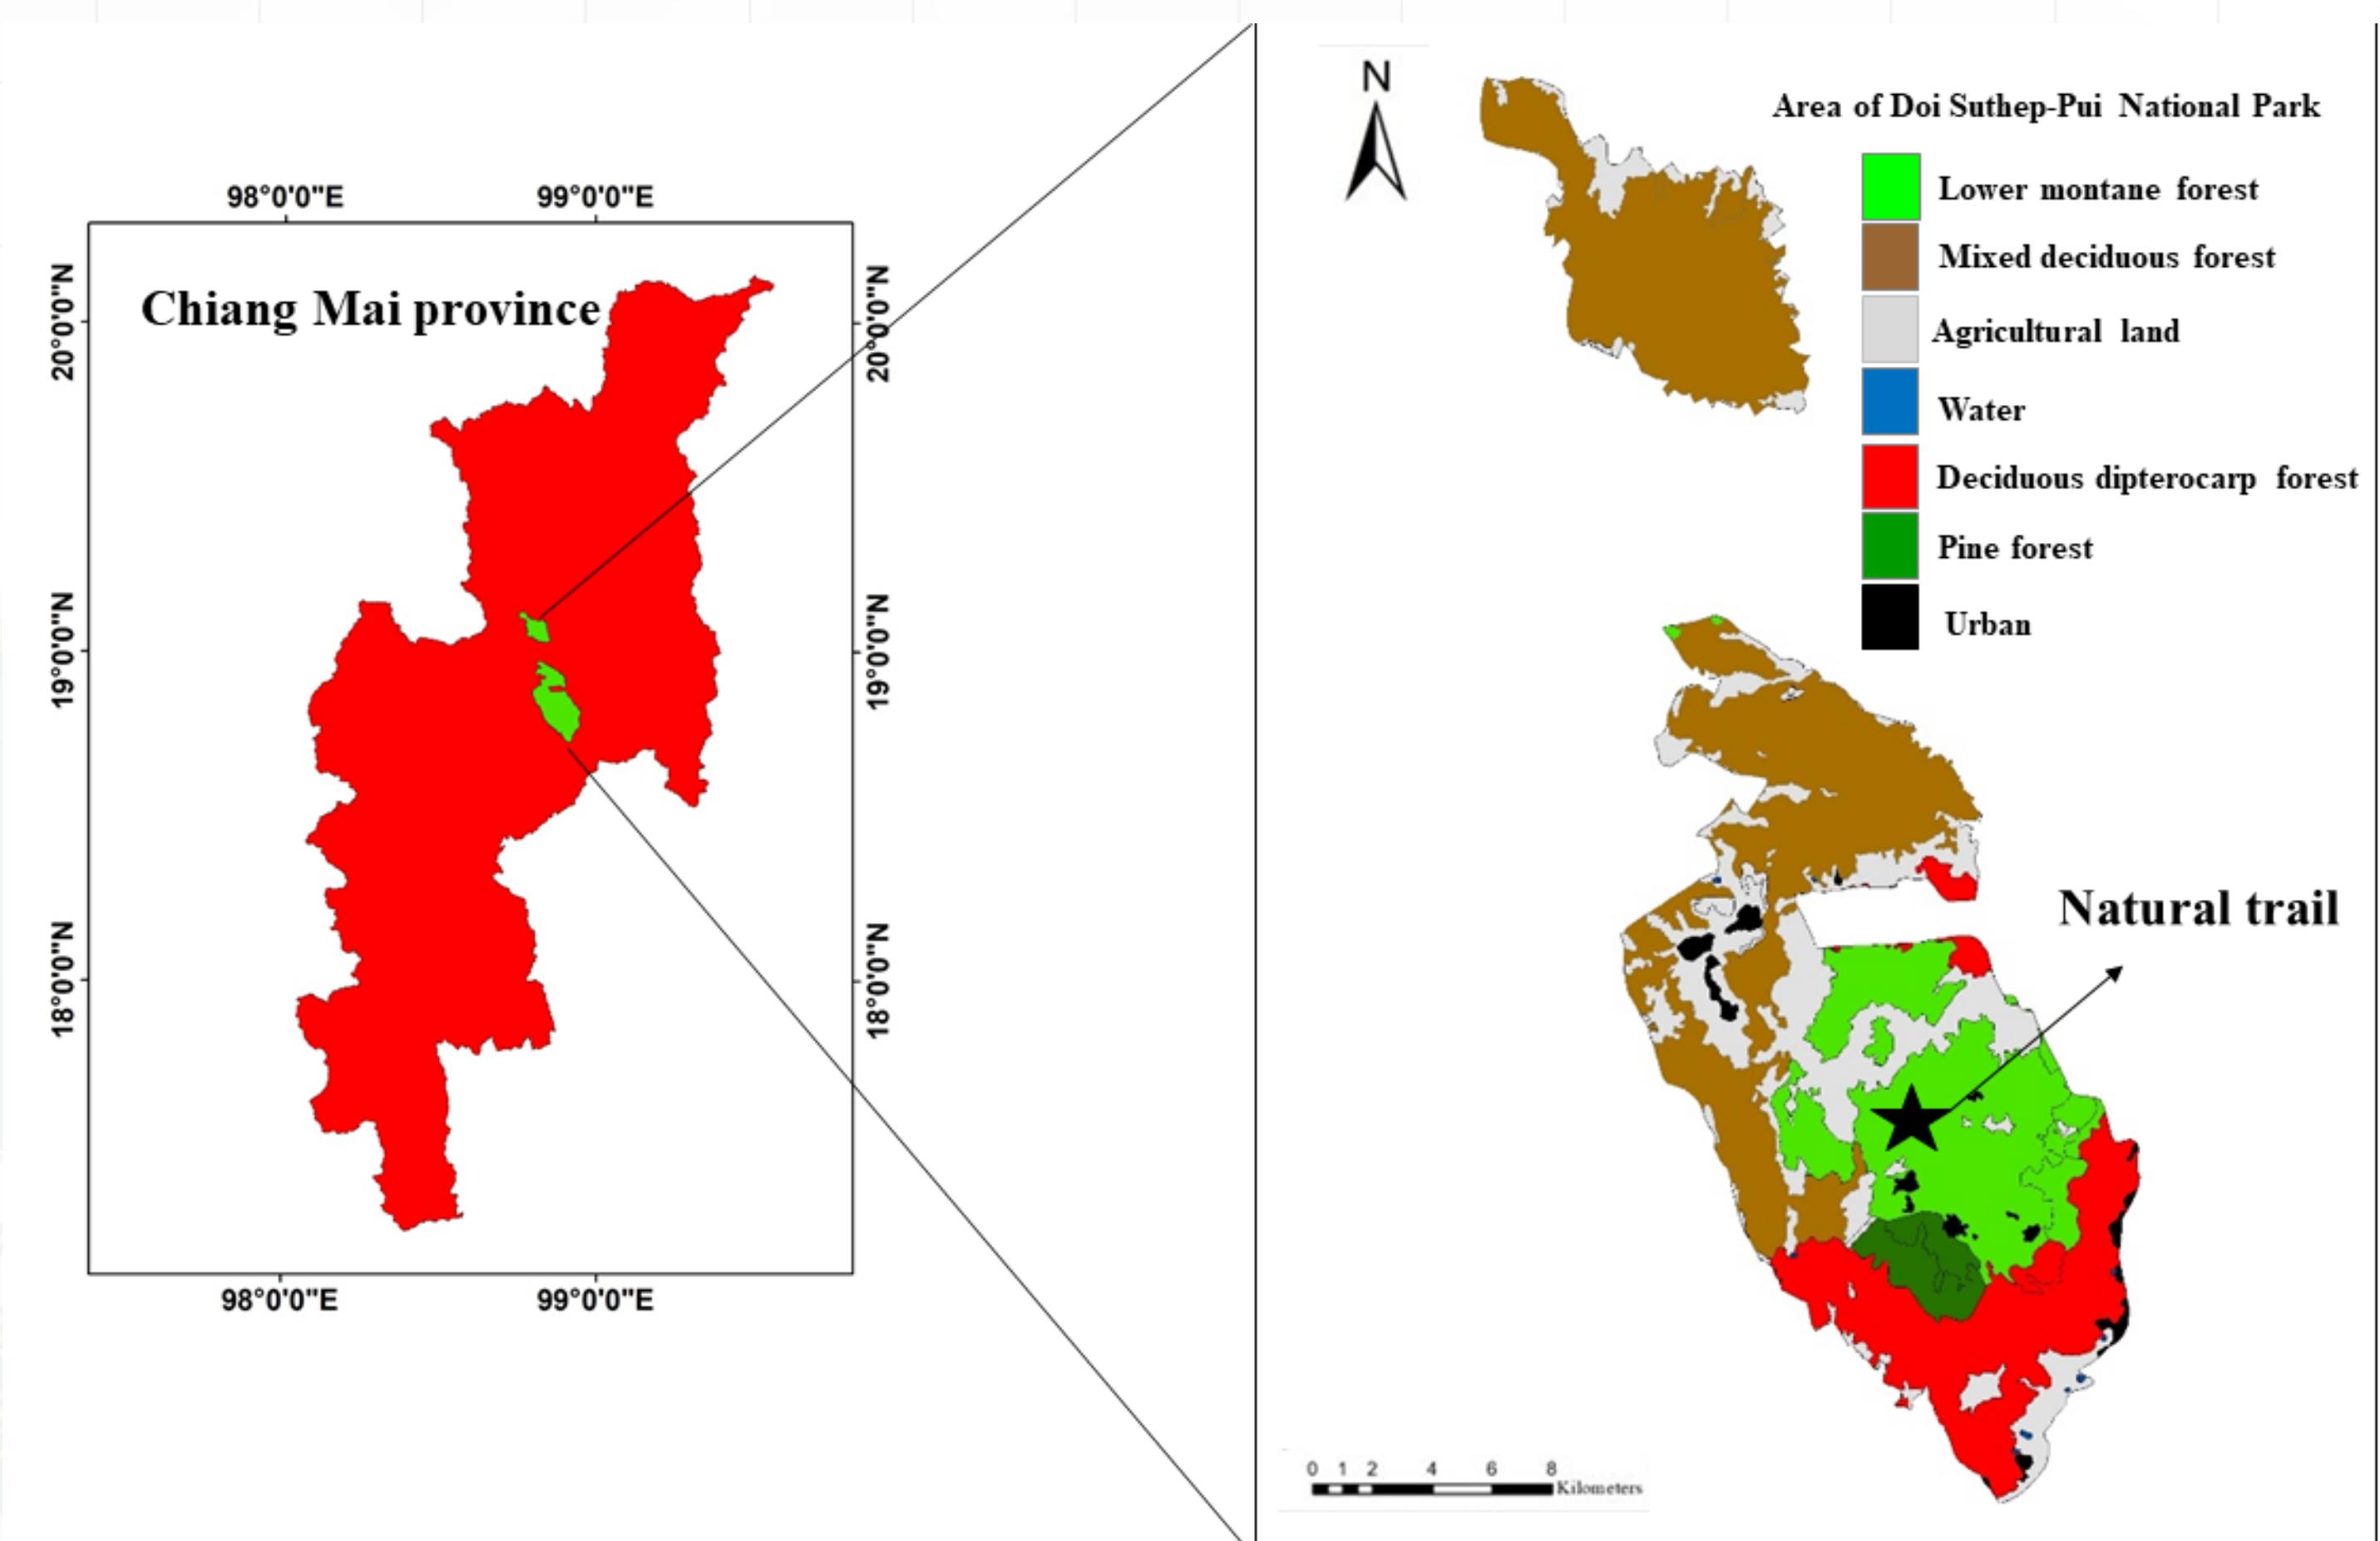 98°0'0"E 99°0'0"E
20°0'0"N
19°0'0"N
18°0'0"N
Chiang Mai province
20°0'0"N
19°0'0"N
18°0'0"N
98°0'0"E 99°0'0"E
N
Area of Doi Suthep-Pui National Park
Lower montane forest
Mixed deciduous forest
Agricultural land
Water
Deciduous dipterocarp forest
Pine forest
Urban
Natural trail
0 1 2 4 6 8
Kilometers